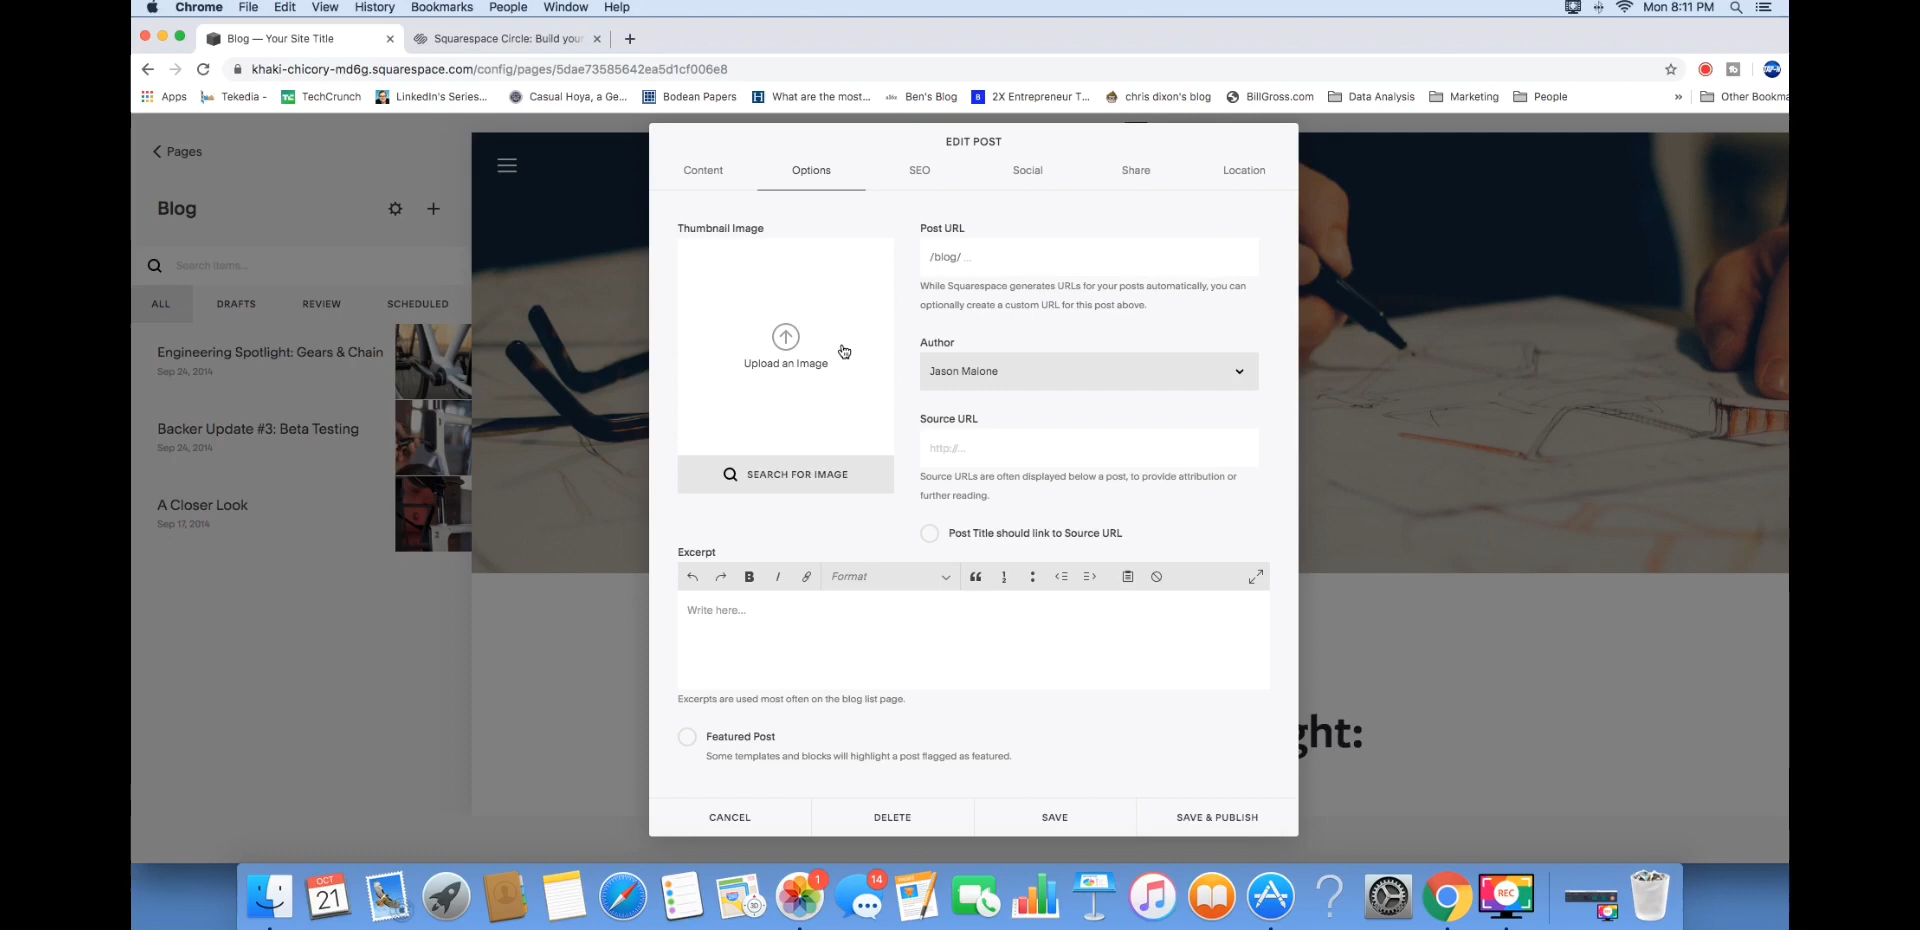 Chrome File Edit View History Bookmarks People Window Help
Mon 8:11 PM
Blog — Your Site Title
Squarespace Circle: Build your
khaki-chicory-md6g.squarespace.com/config/pages/5dae73585642ea5d1cf006e8
Apps Tekedia - TechCrunch LinkedIn's Series... Casual Hoya, a Ge... Bodean Papers What are the most... Ben's Blog 2X Entrepreneur T... chris dixon's blog BillGross.com Data Analysis Marketing People » Other Bookma
Pages
Blog
Search items...
ALL DRAFTS REVIEW SCHEDULED
Engineering Spotlight: Gears & Chain
Sep 24, 2014
Backer Update #3: Beta Testing
Sep 24, 2014
A Closer Look
Sep 17, 2014
EDIT POST
Content Options SEO Social Share Location
Thumbnail Image
Upload an Image
SEARCH FOR IMAGE
Post URL
/blog/ ...
While Squarespace generates URLs for your posts automatically, you can
optionally create a custom URL for this post above.
Author
Jason Malone
Source URL
http://...
Source URLs are often displayed below a post, to provide attribution or
further reading.
Post Title should link to Source URL
Excerpt
Format
Write here...
Excerpts are used most often on the blog list page.
Featured Post
Some templates and blocks will highlight a post flagged as featured.
CANCEL DELETE SAVE SAVE & PUBLISH
ght:
OCT
21
1
14
PAGES
3D
REC